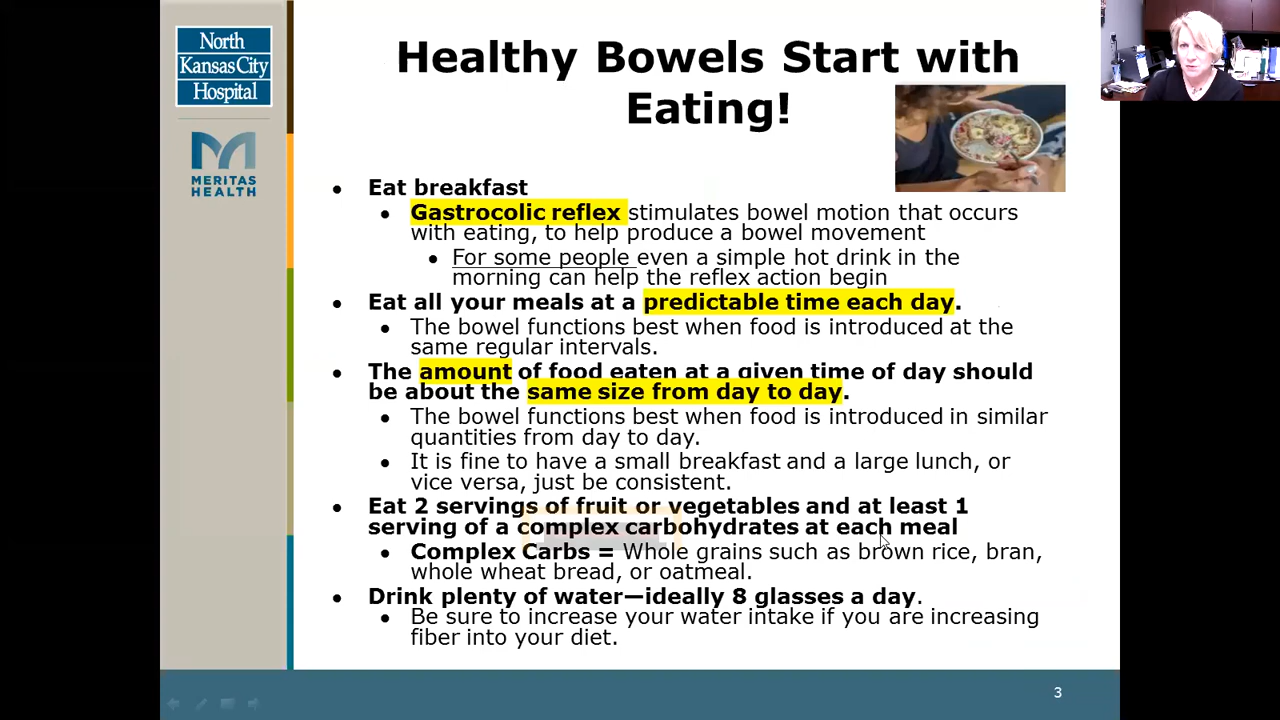 North
Kansas City
Hospital
MERITAS
HEALTH
Healthy Bowels Start with
Eating!
• Eat breakfast
• Gastrocolic reflex stimulates bowel motion that occurs
with eating, to help produce a bowel movement
• For some people even a simple hot drink in the
morning can help the reflex action begin
• Eat all your meals at a predictable time each day.
• The bowel functions best when food is introduced at the
same regular intervals.
• The amount of food eaten at a given time of day should
be about the same size from day to day.
• The bowel functions best when food is introduced in similar
quantities from day to day.
• It is fine to have a small breakfast and a large lunch, or
vice versa, just be consistent.
• Eat 2 servings of fruit or vegetables and at least 1
serving of a complex carbohydrates at each meal
• Complex Carbs = Whole grains such as brown rice, bran,
whole wheat bread, or oatmeal.
• Drink plenty of water—ideally 8 glasses a day.
• Be sure to increase your water intake if you are increasing
fiber into your diet.
3